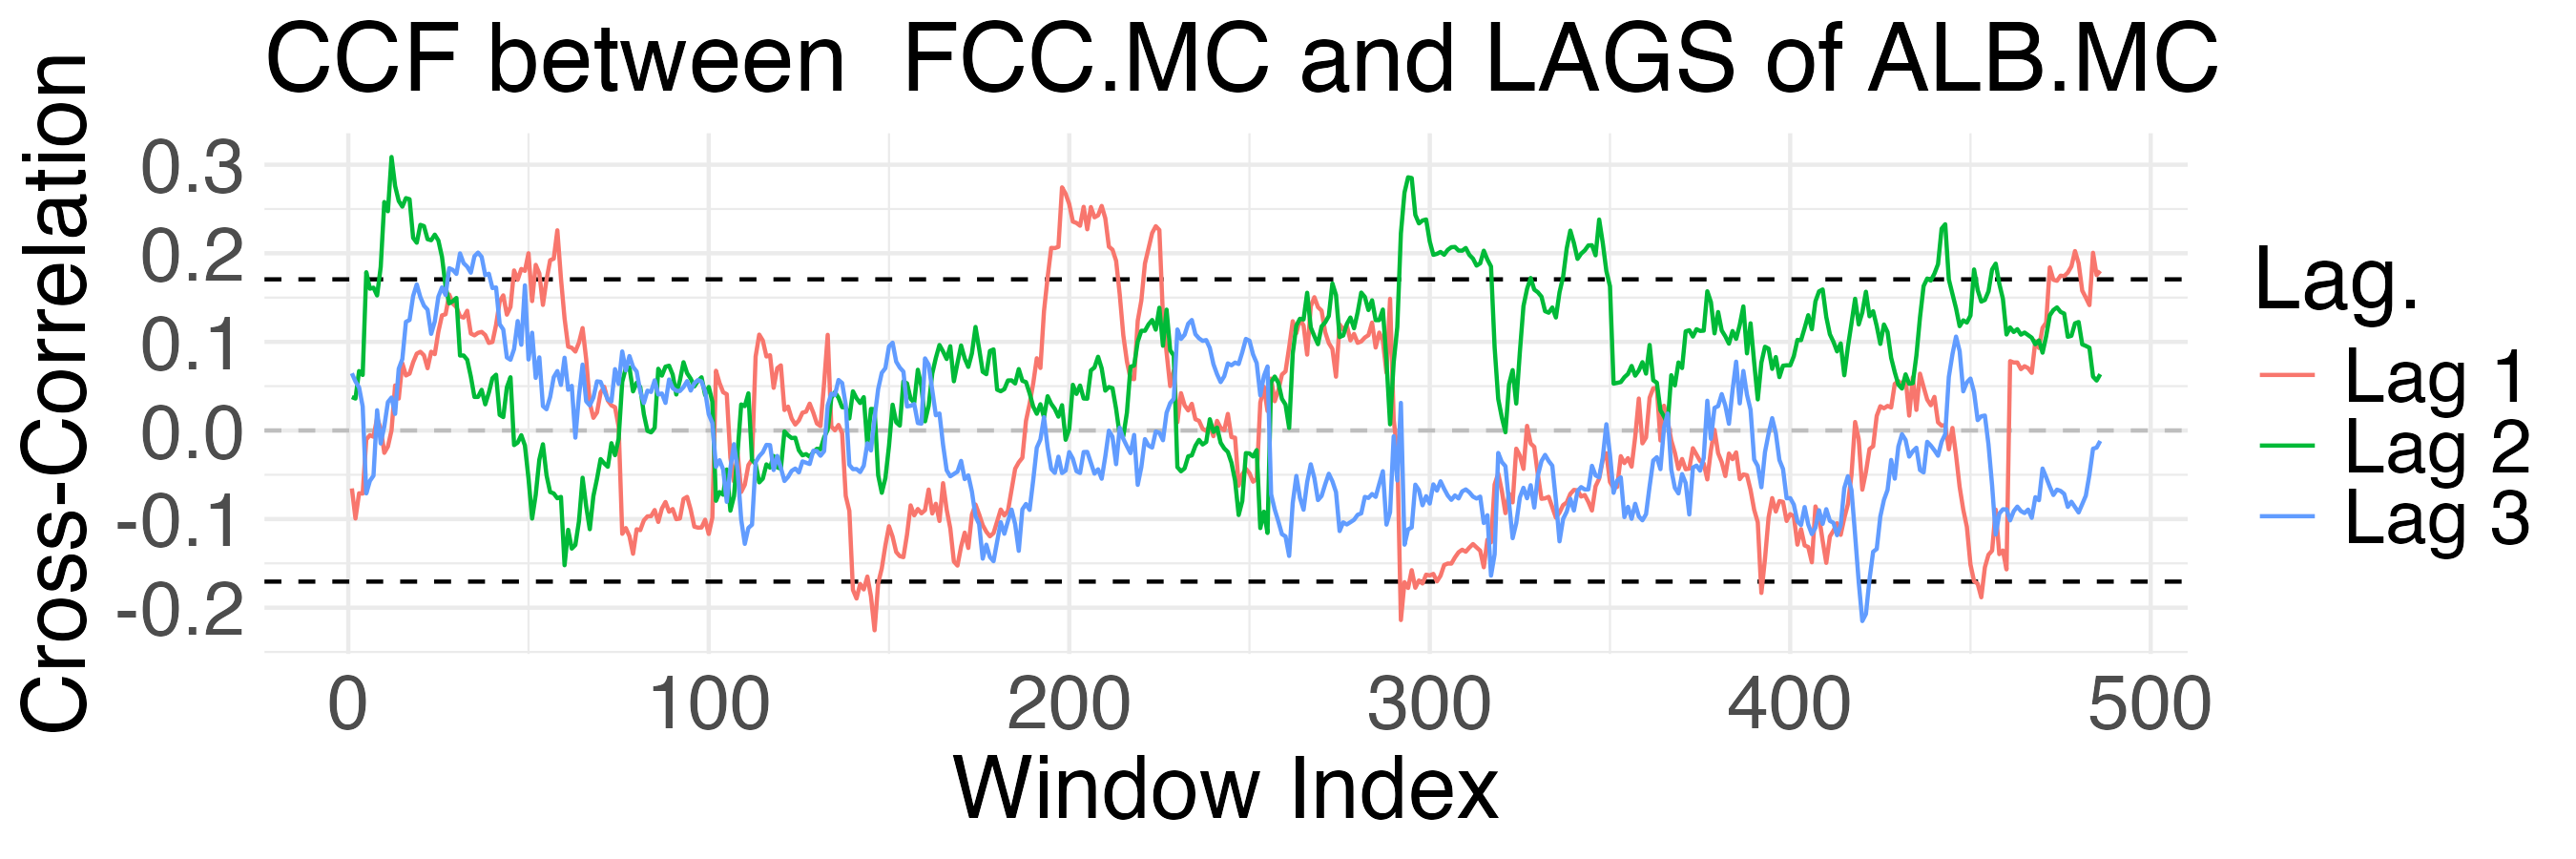 CCF between  FCC.MC and LAGS of ALB.MC
Cross-Correlation
0.3
0.2
0.1
0.0
-0.1
-0.2
0 100 200 300 400 500
Window Index
Lag.
Lag 1
Lag 2
Lag 3